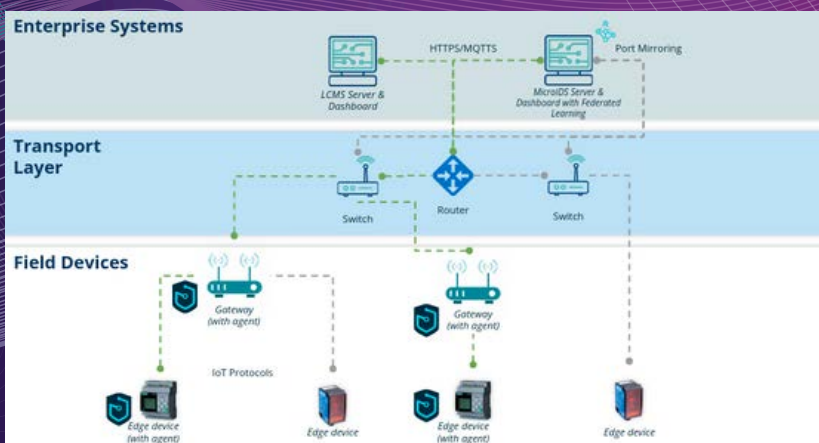 Enterprise Systems
HTTPS/MQTTS
Port Mirroring
LCMS Server &
Dashboard
MicroIDS Server &
Dashboard with Federated
Learning
Transport
Layer
Switch
Router
Switch
Field Devices
Gateway
(with agent)
Gateway
(with agent)
IoT Protocols
Edge device
(with agent)
Edge device
Edge device
(with agent)
Edge device